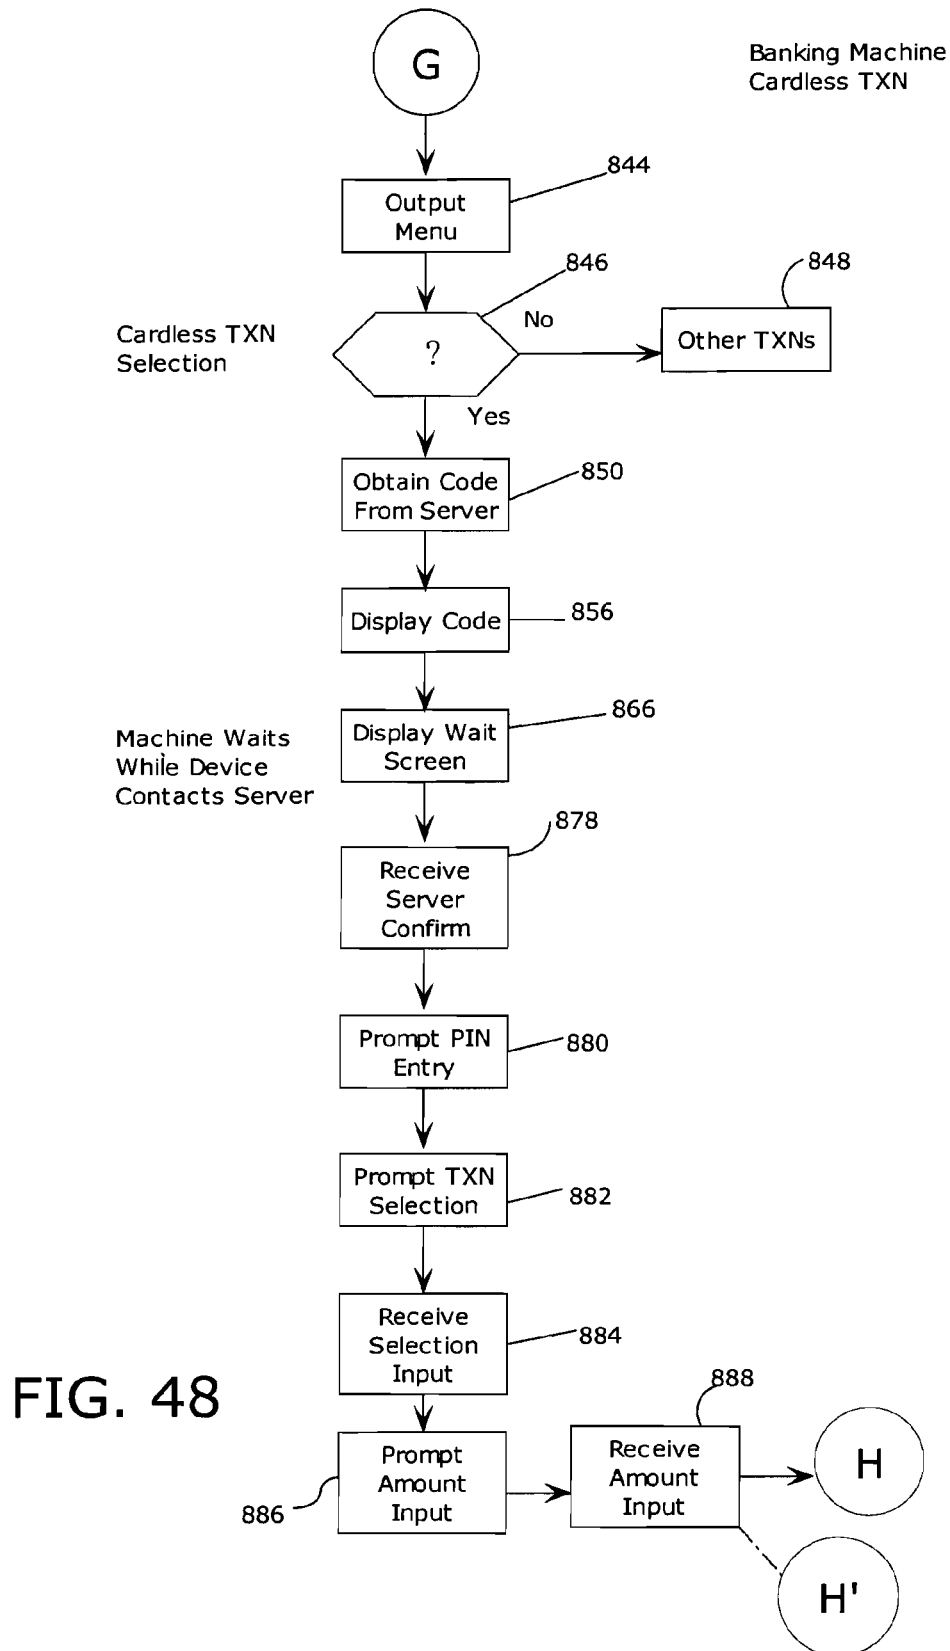 G
Banking Machine
Cardless TXN
844
Output
Menu
846
848
No
Cardless TXN
Selection
?
Other TXNs
Yes
850
Obtain Code
From Server
856
Display Code
866
Machine Waits
While Device
Contacts Server
Display Wait
Screen
878
Receive
Server
Confirm
Prompt PIN
Entry
880
Prompt TXN
Selection
882
Receive
Selection
Input
884
FIG. 48
888
Prompt
Amount
Input
886
Receive
Amount
Input
H
H'